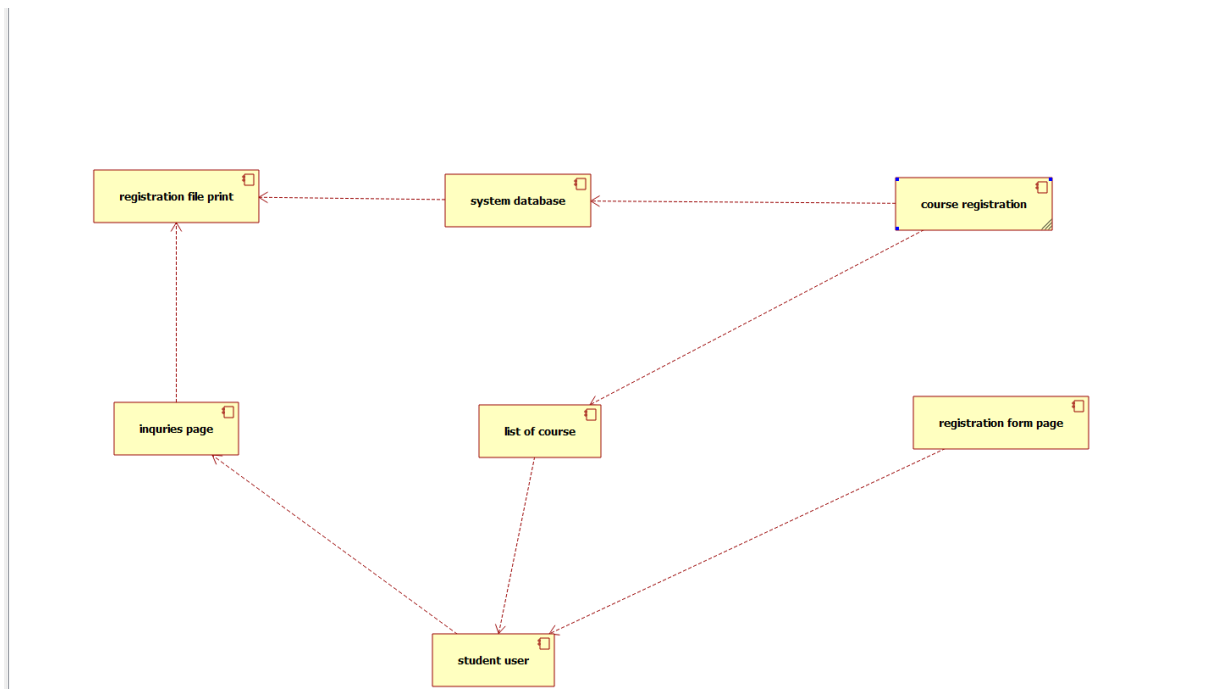 registration file print
system database
course registration
inquries page
list of course
registration form page
student user